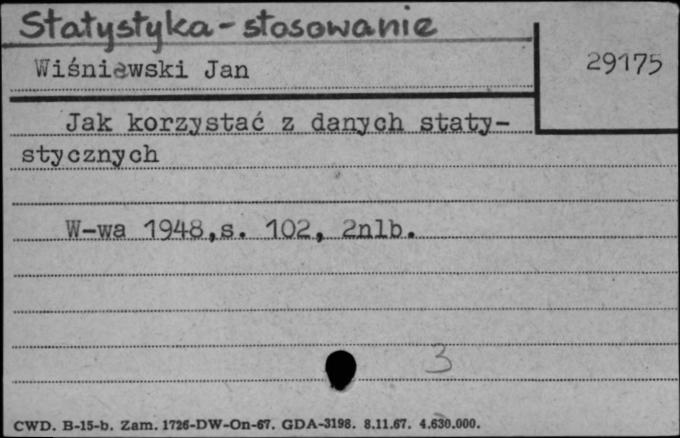 Statystyka - stosowanie
Wiśniewski Jan
29175
Jak korzystać z danych staty-
stycznych
W-wa 1948,s. 102, 2nlb.
3
CWD. B-15-b. Zam. 1726-DW-On-67. GDA-3198. 8.11.67. 4.630.000.